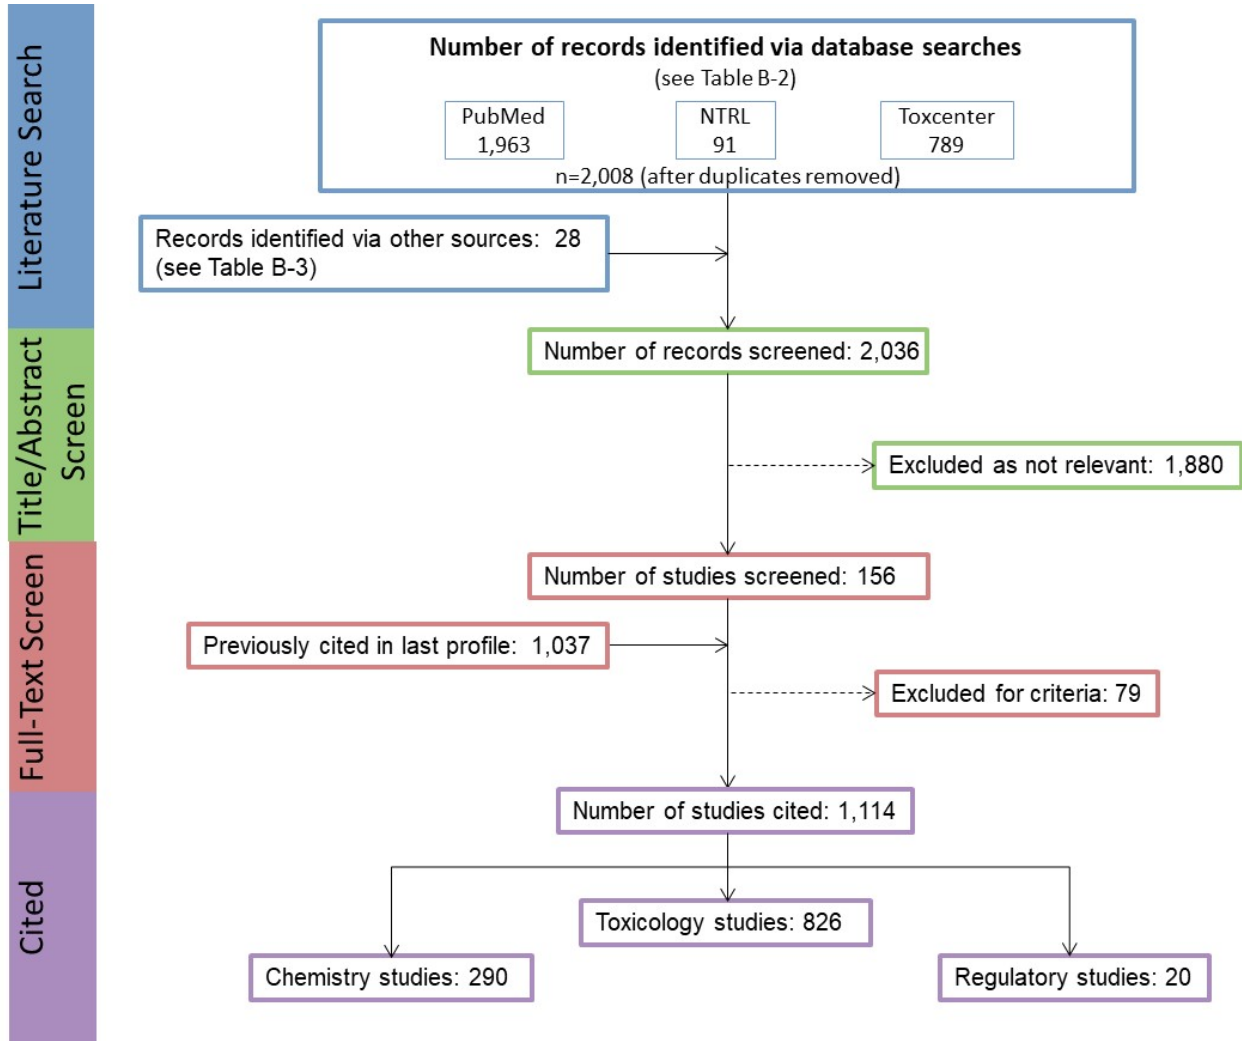 Literature Search
Number of records identified via database searches
(see Table B-2)
PubMed
1,963
NTRL
91
Toxcenter
789
n=2,008 (after duplicates removed)
Records identified via other sources: 28
(see Table B-3)
Title/Abstract
Screen
Number of records screened: 2,036
Excluded as not relevant: 1,880
Full-Text Screen
Number of studies screened: 156
Previously cited in last profile: 1,037
Excluded for criteria: 79
Cited
Number of studies cited: 1,114
Toxicology studies: 826
Chemistry studies: 290
Regulatory studies: 20